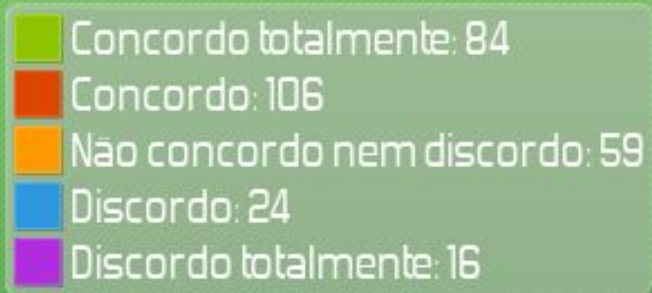 Concordo totalmente: 84
Concordo: 106
Não concordo nem discordo: 59
Discordo: 24
Discordo totalmente: 16